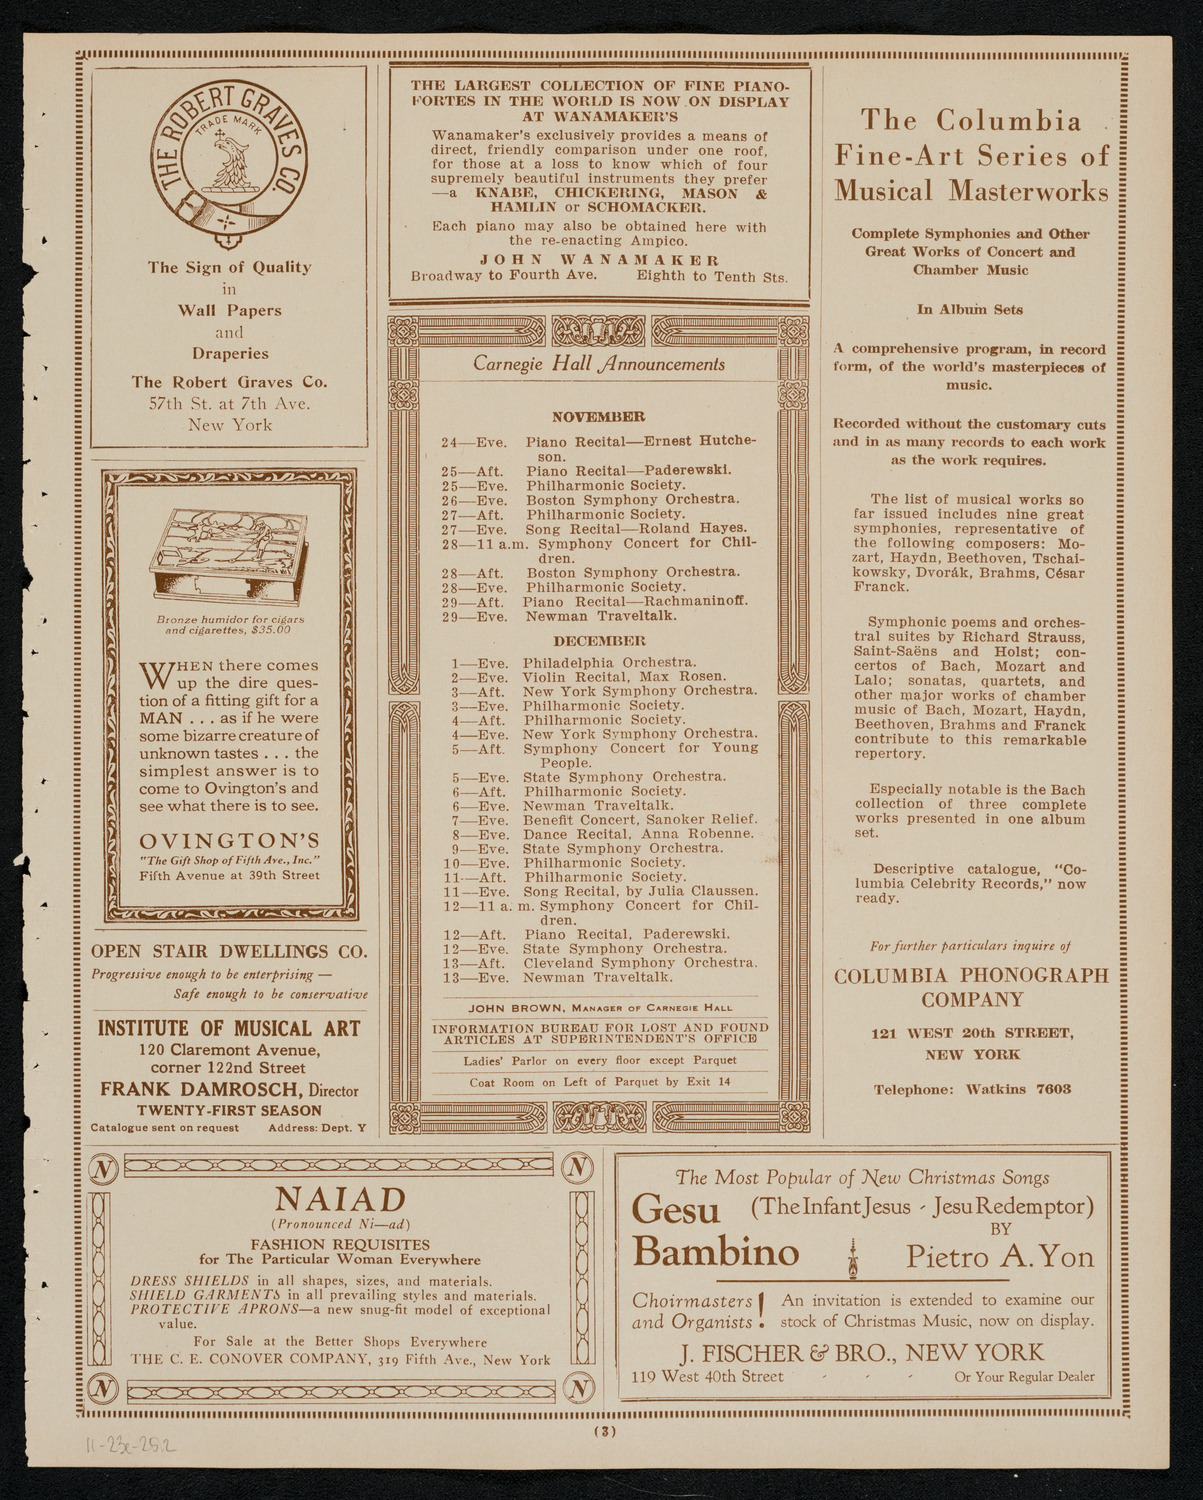 THE ROBERT GRAVES CO.
TRADE MARK
The Sign of Quality
in
Wall Papers
and
Draperies
The Robert Graves Co.
57th St. at 7th Ave.
New York
Bronze humidor for cigars
and cigarettes, $35.00
WHEN there comes
up the dire ques-
tion of a fitting gift for a
MAN . . . as if he were
some bizarre creature of
unknown tastes . . . the
simplest answer is to
come to Ovington's and
see what there is to see.
OVINGTON'S
"The Gift Shop of Fifth Ave., Inc."
Fifth Avenue at 39th Street
OPEN STAIR DWELLINGS CO.
Progressive enough to be enterprising —
Safe enough to be conservative
INSTITUTE OF MUSICAL ART
120 Claremont Avenue,
corner 122nd Street
FRANK DAMROSCH, Director
TWENTY-FIRST SEASON
Catalogue sent on request Address: Dept. Y
THE LARGEST COLLECTION OF FINE PIANO-
FORTES IN THE WORLD IS NOW ON DISPLAY
AT WANAMAKER'S
Wanamaker's exclusively provides a means of
direct, friendly comparison under one roof,
for those at a loss to know which of four
supremely beautiful instruments they prefer
—a KNABE, CHICKERING, MASON &
HAMLIN or SCHOMACKER.
Each piano may also be obtained here with
the re-enacting Ampico.
JOHN WANAMAKER
Broadway to Fourth Ave. Eighth to Tenth Sts.
Carnegie Hall Announcements
NOVEMBER
24—Eve. Piano Recital—Ernest Hutche-
son.
25—Aft. Piano Recital—Paderewski.
25—Eve. Philharmonic Society.
26—Eve. Boston Symphony Orchestra.
27—Aft. Philharmonic Society.
27—Eve. Song Recital—Roland Hayes.
28—11 a.m. Symphony Concert for Chil-
dren.
28—Aft. Boston Symphony Orchestra.
28—Eve. Philharmonic Society.
29—Aft. Piano Recital—Rachmaninoff.
29—Eve. Newman Traveltalk.
DECEMBER
1—Eve. Philadelphia Orchestra.
2—Eve. Violin Recital, Max Rosen.
3—Aft. New York Symphony Orchestra.
3—Eve. Philharmonic Society.
4—Aft. Philharmonic Society.
4—Eve. New York Symphony Orchestra.
5—Aft. Symphony Concert for Young
People.
5—Eve. State Symphony Orchestra.
6—Aft. Philharmonic Society.
6—Eve. Newman Traveltalk.
7—Eve. Benefit Concert, Sanoker Relief.
8—Eve. Dance Recital, Anna Robenne.
9—Eve. State Symphony Orchestra.
10—Eve. Philharmonic Society.
11—Aft. Philharmonic Society.
11—Eve. Song Recital, by Julia Claussen.
12—11 a. m. Symphony Concert for Chil-
dren.
12—Aft. Piano Recital, Paderewski.
12—Eve. State Symphony Orchestra.
13—Aft. Cleveland Symphony Orchestra.
13—Eve. Newman Traveltalk.
JOHN BROWN, MANAGER OF CARNEGIE HALL
INFORMATION BUREAU FOR LOST AND FOUND
ARTICLES AT SUPERINTENDENT'S OFFICE
Ladies' Parlor on every floor except Parquet
Coat Room on Left of Parquet by Exit 14
The Columbia
Fine-Art Series of
Musical Masterworks
Complete Symphonies and Other
Great Works of Concert and
Chamber Music
In Album Sets
A comprehensive program, in record
form, of the world's masterpieces of
music.
Recorded without the customary cuts
and in as many records to each work
as the work requires.
The list of musical works so
far issued includes nine great
symphonies, representative of
the following composers: Mo-
zart, Haydn, Beethoven, Tschai-
kowsky, Dvorák, Brahms, César
Franck.
Symphonic poems and orches-
tral suites by Richard Strauss,
Saint-Saëns and Holst; con-
certos of Bach, Mozart and
Lalo; sonatas, quartets, and
other major works of chamber
music of Bach, Mozart, Haydn,
Beethoven, Brahms and Franck
contribute to this remarkable
repertory.
Especially notable is the Bach
collection of three complete
works presented in one album
set.
Descriptive catalogue, "Co-
lumbia Celebrity Records," now
ready.
For further particulars inquire of
COLUMBIA PHONOGRAPH
COMPANY
121 WEST 20th STREET,
NEW YORK
Telephone: Watkins 7603
N N
NAIAD
(Pronounced Ni—ad)
FASHION REQUISITES
for The Particular Woman Everywhere
DRESS SHIELDS in all shapes, sizes, and materials.
SHIELD GARMENTS in all prevailing styles and materials.
PROTECTIVE APRONS—a new snug-fit model of exceptional
value.
For Sale at the Better Shops Everywhere
THE C. E. CONOVER COMPANY, 319 Fifth Ave., New York
N N
The Most Popular of New Christmas Songs
Gesu (The Infant Jesus - Jesu Redemptor)
BY
Bambino Pietro A. Yon
Choirmasters ! An invitation is extended to examine our
and Organists stock of Christmas Music, now on display.
J. FISCHER & BRO., NEW YORK
119 West 40th Street - - - Or Your Regular Dealer
(3)
11-23e-25.2